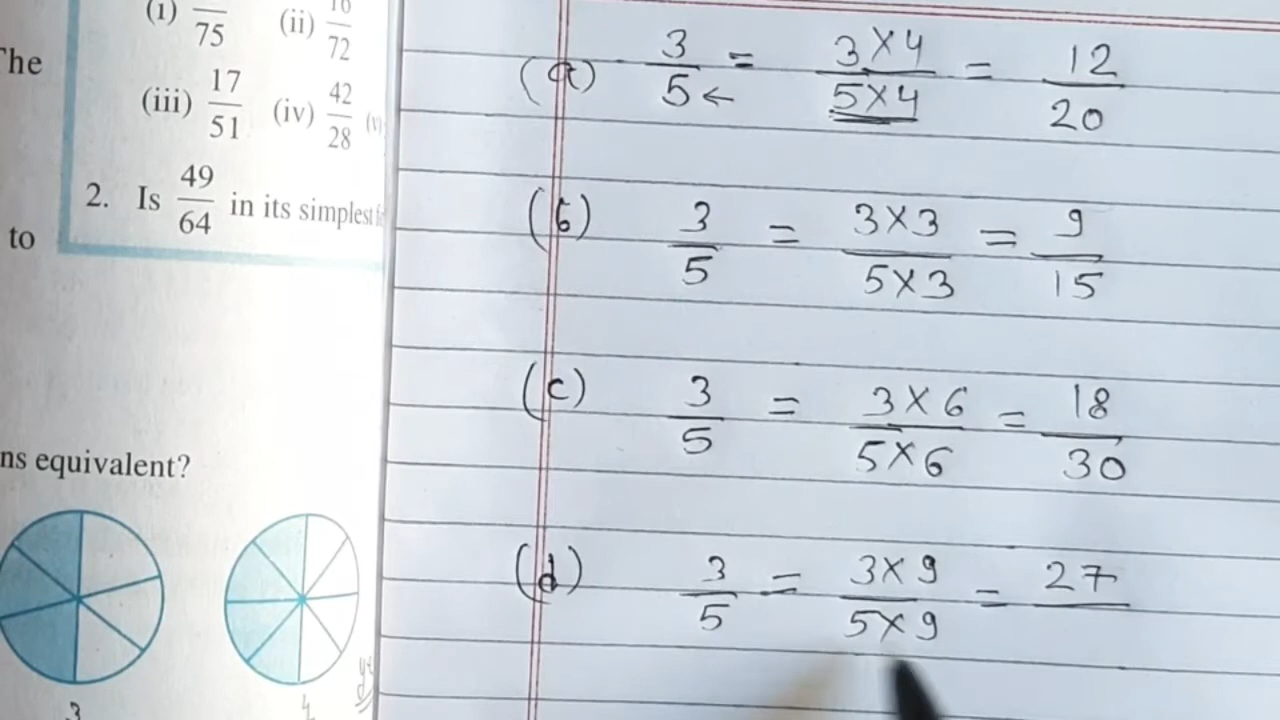 (i) /75 (ii) /72
The
(iii) 17/51 (iv) 42/28 (v)
2. Is 49/64 in its simplest
to
ns equivalent?
3 4
(a) 3/5 = 3×4/5×4 = 12/20
(b) 3/5 = 3×3/5×3 = 9/15
(c) 3/5 = 3×6/5×6 = 18/30
(d) 3/5 = 3×9/5×9 = 27/